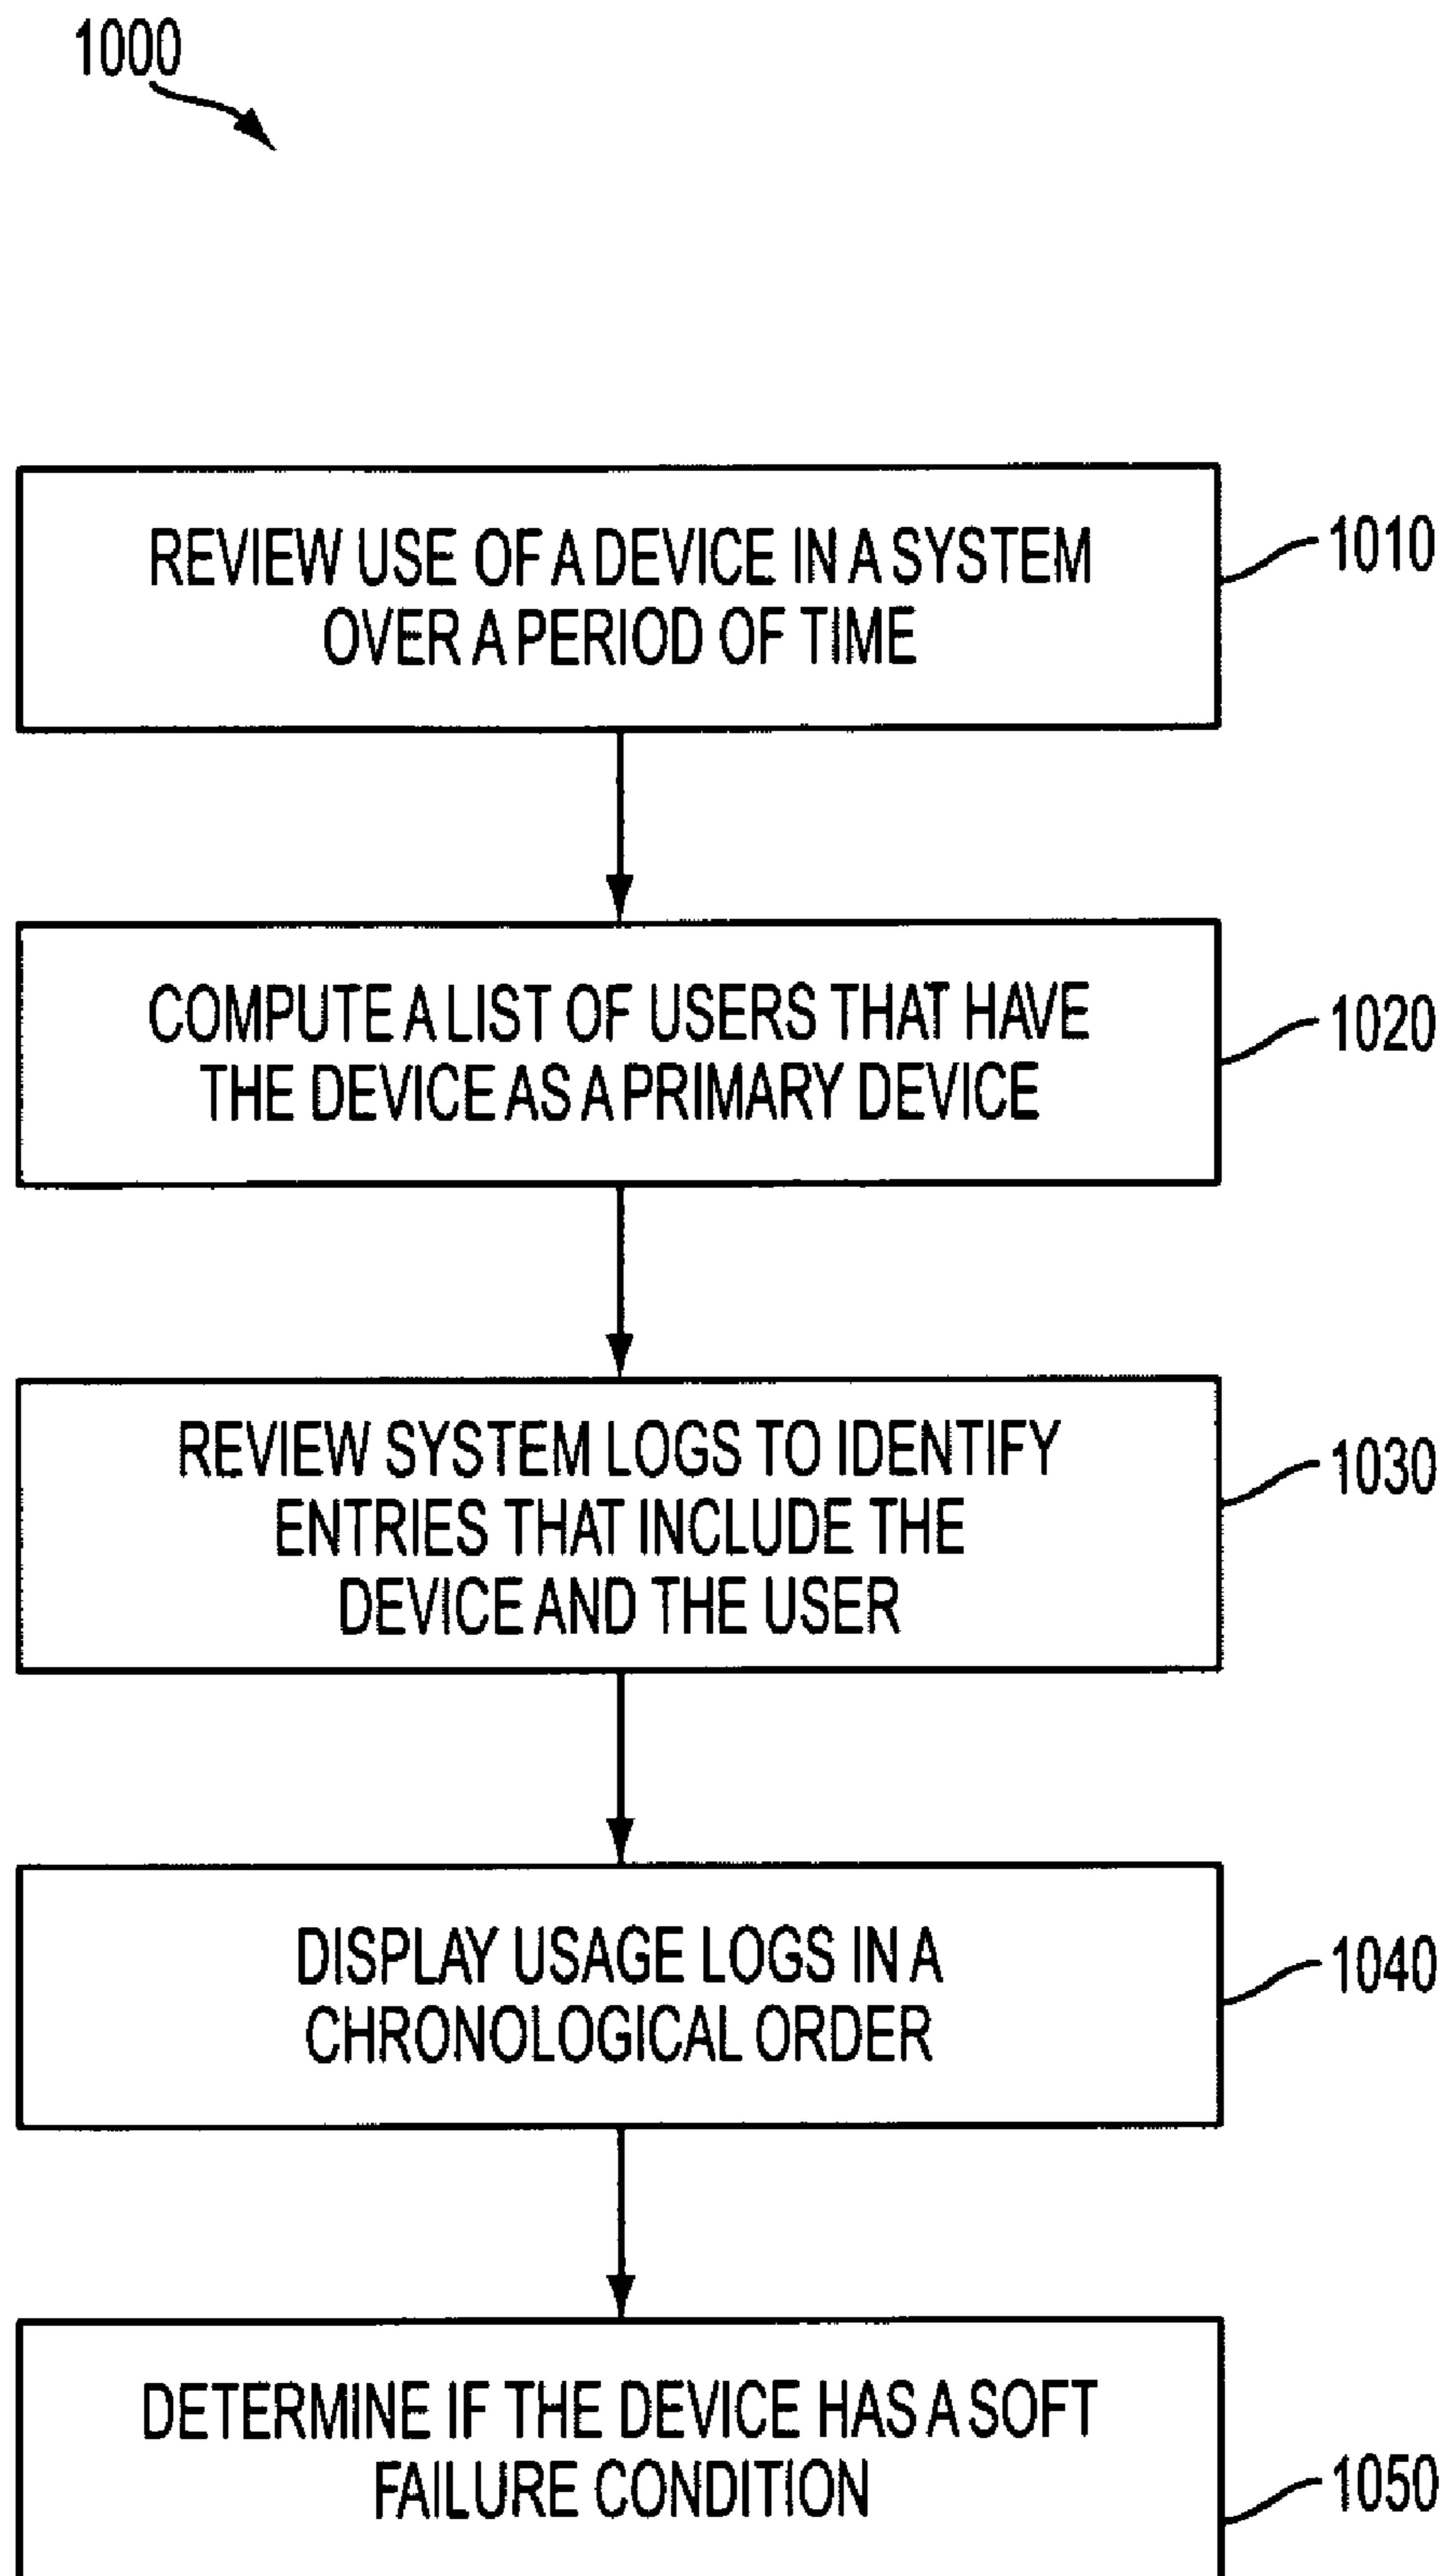 1000
REVIEW USE OF A DEVICE IN A SYSTEM
OVER A PERIOD OF TIME
1010
COMPUTE A LIST OF USERS THAT HAVE
THE DEVICE AS A PRIMARY DEVICE
1020
REVIEW SYSTEM LOGS TO IDENTIFY
ENTRIES THAT INCLUDE THE
DEVICE AND THE USER
1030
DISPLAY USAGE LOGS IN A
CHRONOLOGICAL ORDER
1040
DETERMINE IF THE DEVICE HAS A SOFT
FAILURE CONDITION
1050